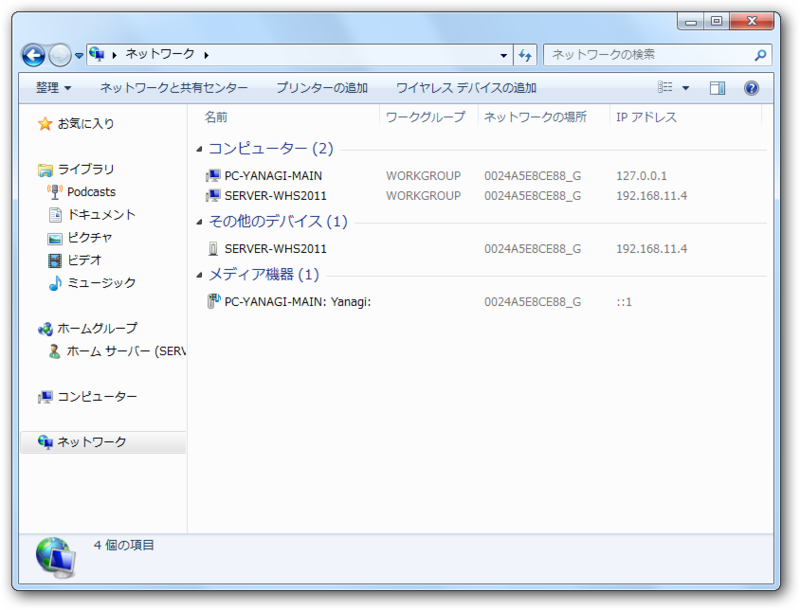 ネットワーク
ネットワークの検索
整理 ネットワークと共有センター プリンターの追加 ワイヤレス デバイスの追加
お気に入り
ライブラリ
Podcasts
ドキュメント
ピクチャ
ビデオ
ミュージック
ホームグループ
ホーム サーバー (SERV
コンピューター
ネットワーク
名前 ワークグループ ネットワークの場所 IP アドレス
コンピューター (2)
PC-YANAGI-MAIN WORKGROUP 0024A5E8CE88_G 127.0.0.1
SERVER-WHS2011 WORKGROUP 0024A5E8CE88_G 192.168.11.4
その他のデバイス (1)
SERVER-WHS2011 0024A5E8CE88_G 192.168.11.4
メディア機器 (1)
PC-YANAGI-MAIN: Yanagi: 0024A5E8CE88_G ::1
4 個の項目